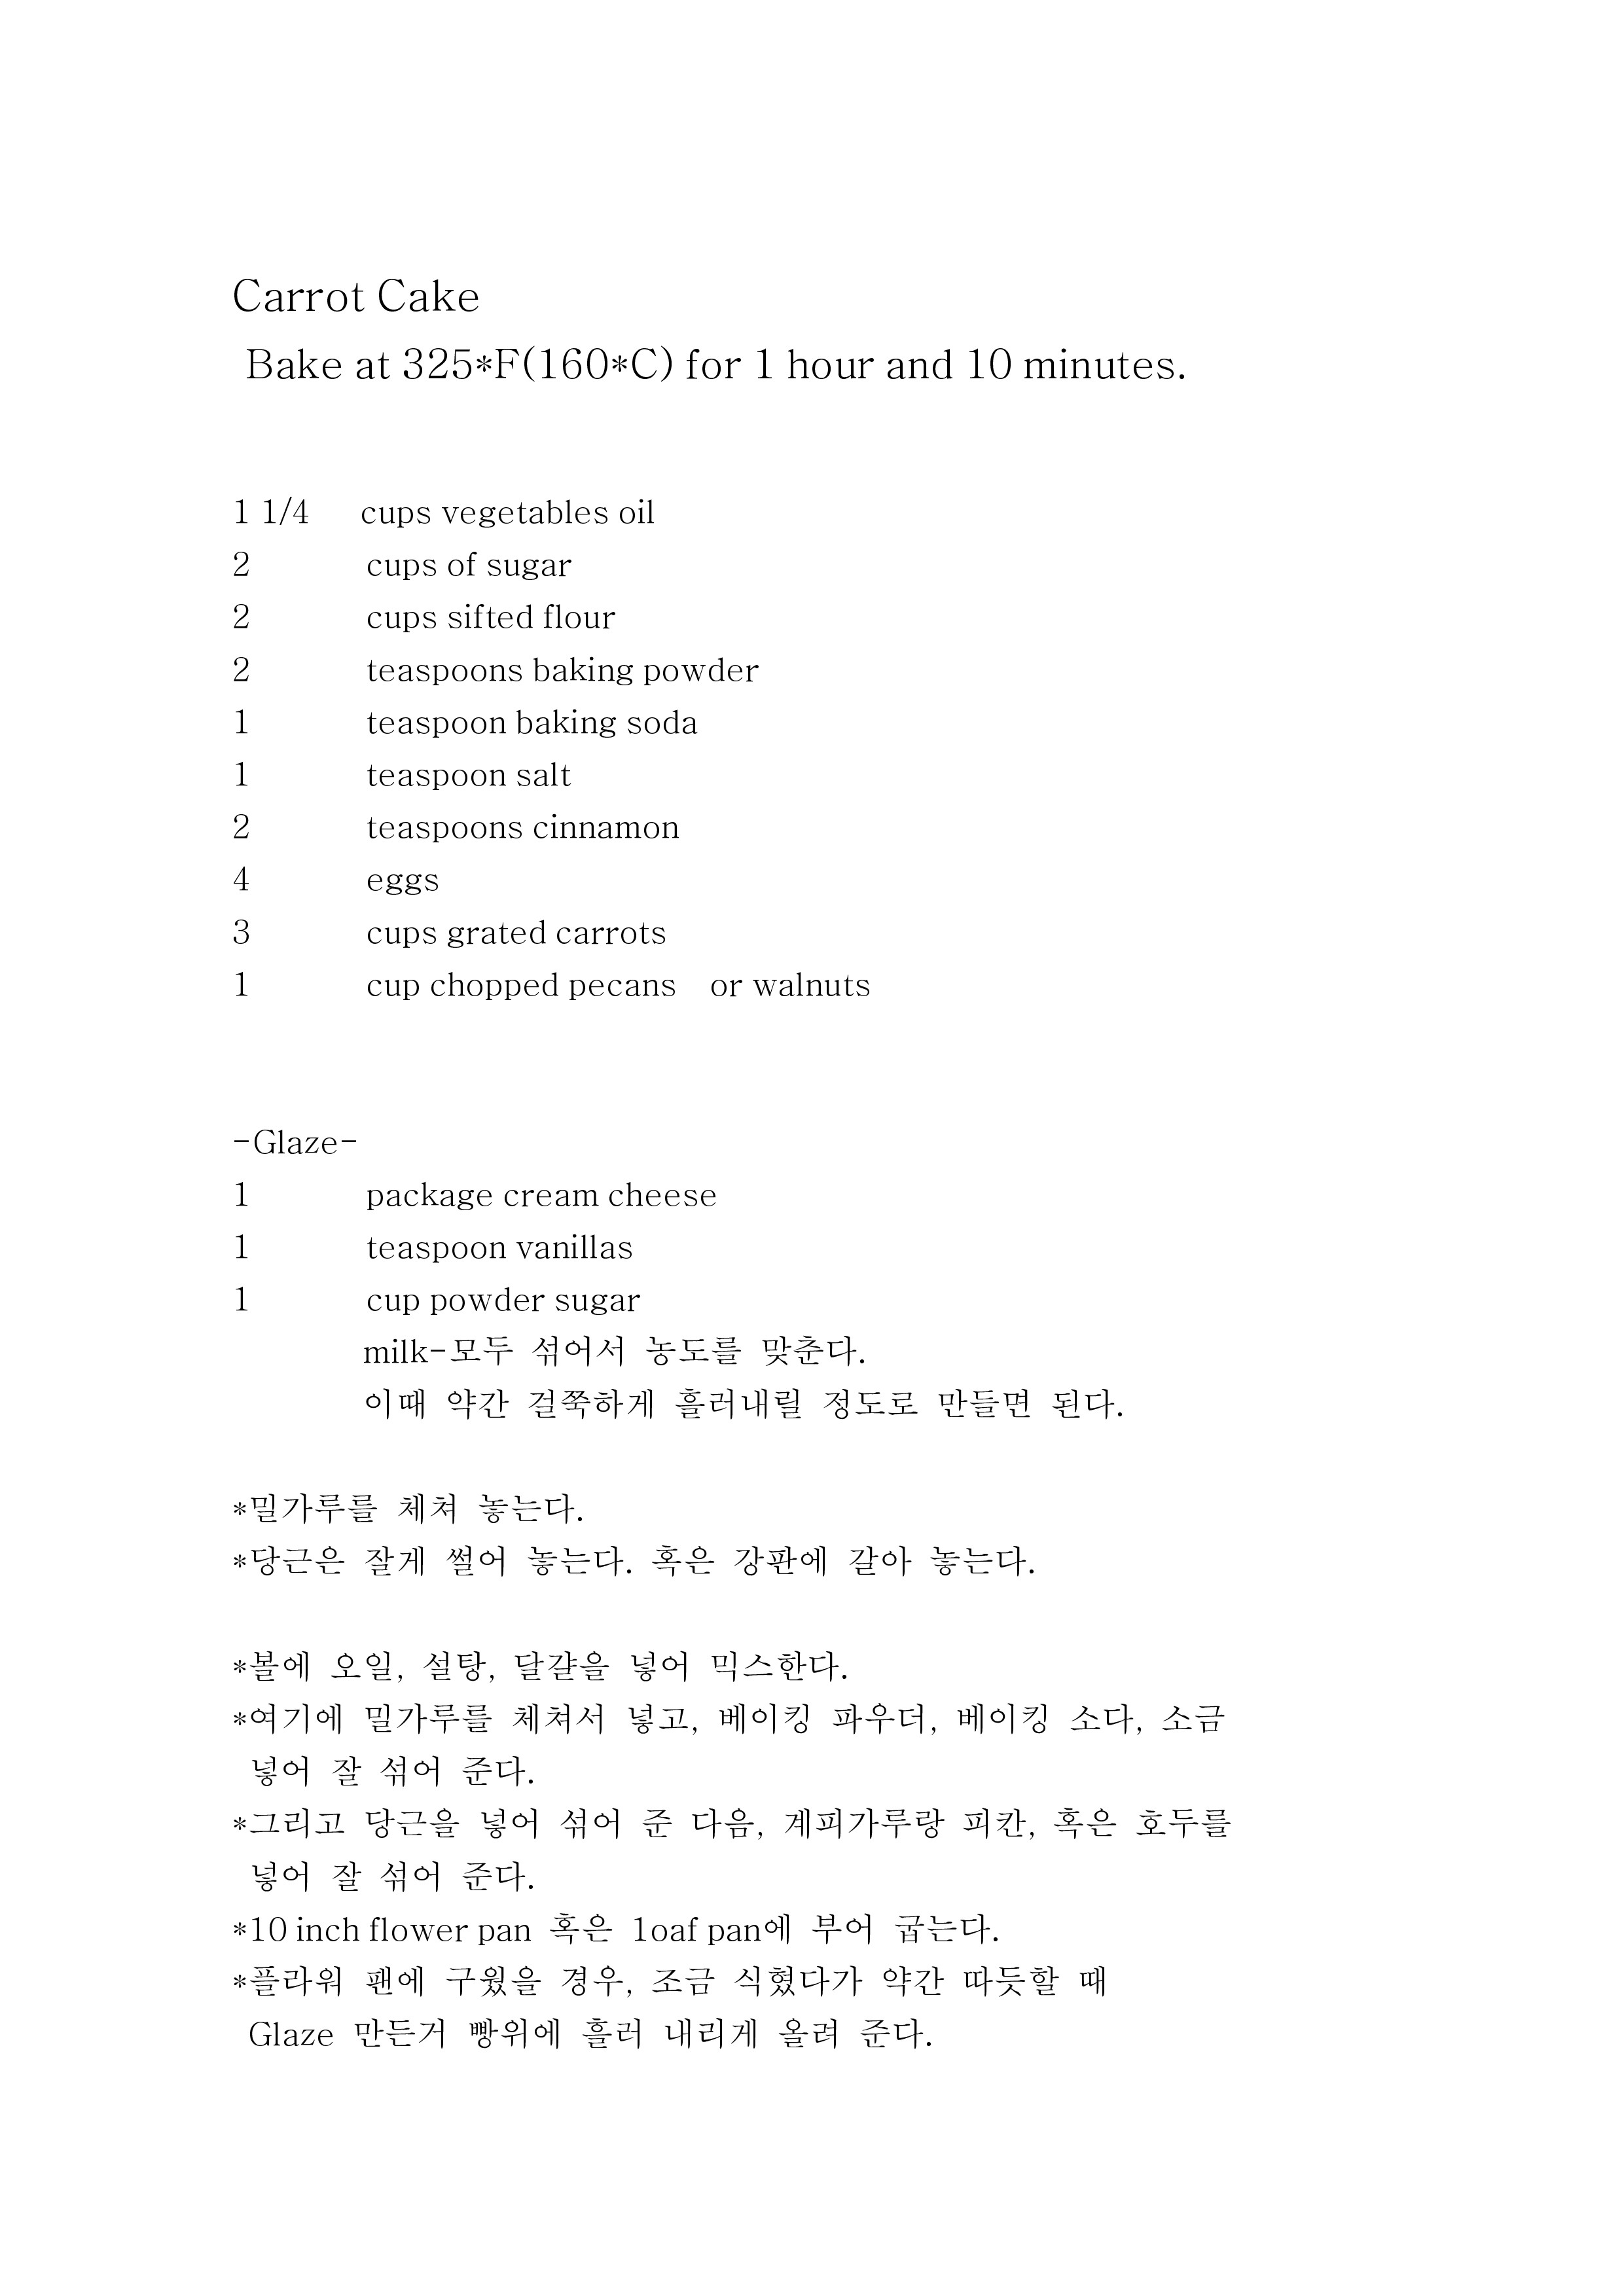 Carrot Cake
Bake at 325*F(160*C) for 1 hour and 10 minutes.
1 1/4 cups vegetables oil
2 cups of sugar
2 cups sifted flour
2 teaspoons baking powder
1 teaspoon baking soda
1 teaspoon salt
2 teaspoons cinnamon
4 eggs
3 cups grated carrots
1 cup chopped pecans or walnuts
-Glaze-
1 package cream cheese
1 teaspoon vanillas
1 cup powder sugar
milk-모두 섞어서 농도를 맞춘다.
이때 약간 걸쭉하게 흘러내릴 정도로 만들면 된다.
*밀가루를 체쳐 놓는다.
*당근은 잘게 썰어 놓는다. 혹은 강판에 갈아 놓는다.
*볼에 오일, 설탕, 달걀을 넣어 믹스한다.
*여기에 밀가루를 체쳐서 넣고, 베이킹 파우더, 베이킹 소다, 소금
넣어 잘 섞어 준다.
*그리고 당근을 넣어 섞어 준 다음, 계피가루랑 피칸, 혹은 호두를
넣어 잘 섞어 준다.
*10 inch flower pan 혹은 1oaf pan에 부어 굽는다.
*플라워 팬에 구웠을 경우, 조금 식혔다가 약간 따듯할 때
Glaze 만든거 빵위에 흘러 내리게 올려 준다.